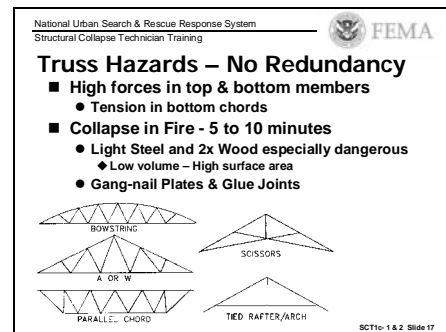 National Urban Search & Rescue Response System
Structural Collapse Technician Training
FEMA
Truss Hazards – No Redundancy
■ High forces in top & bottom members
● Tension in bottom chords
■ Collapse in Fire - 5 to 10 minutes
● Light Steel and 2x Wood especially dangerous
◆ Low volume – High surface area
● Gang-nail Plates & Glue Joints
BOWSTRING
SCISSORS
A OR W
PARALLEL CHORD
TIED RAFTER/ARCH
SCT1c- 1 & 2 Slide 17